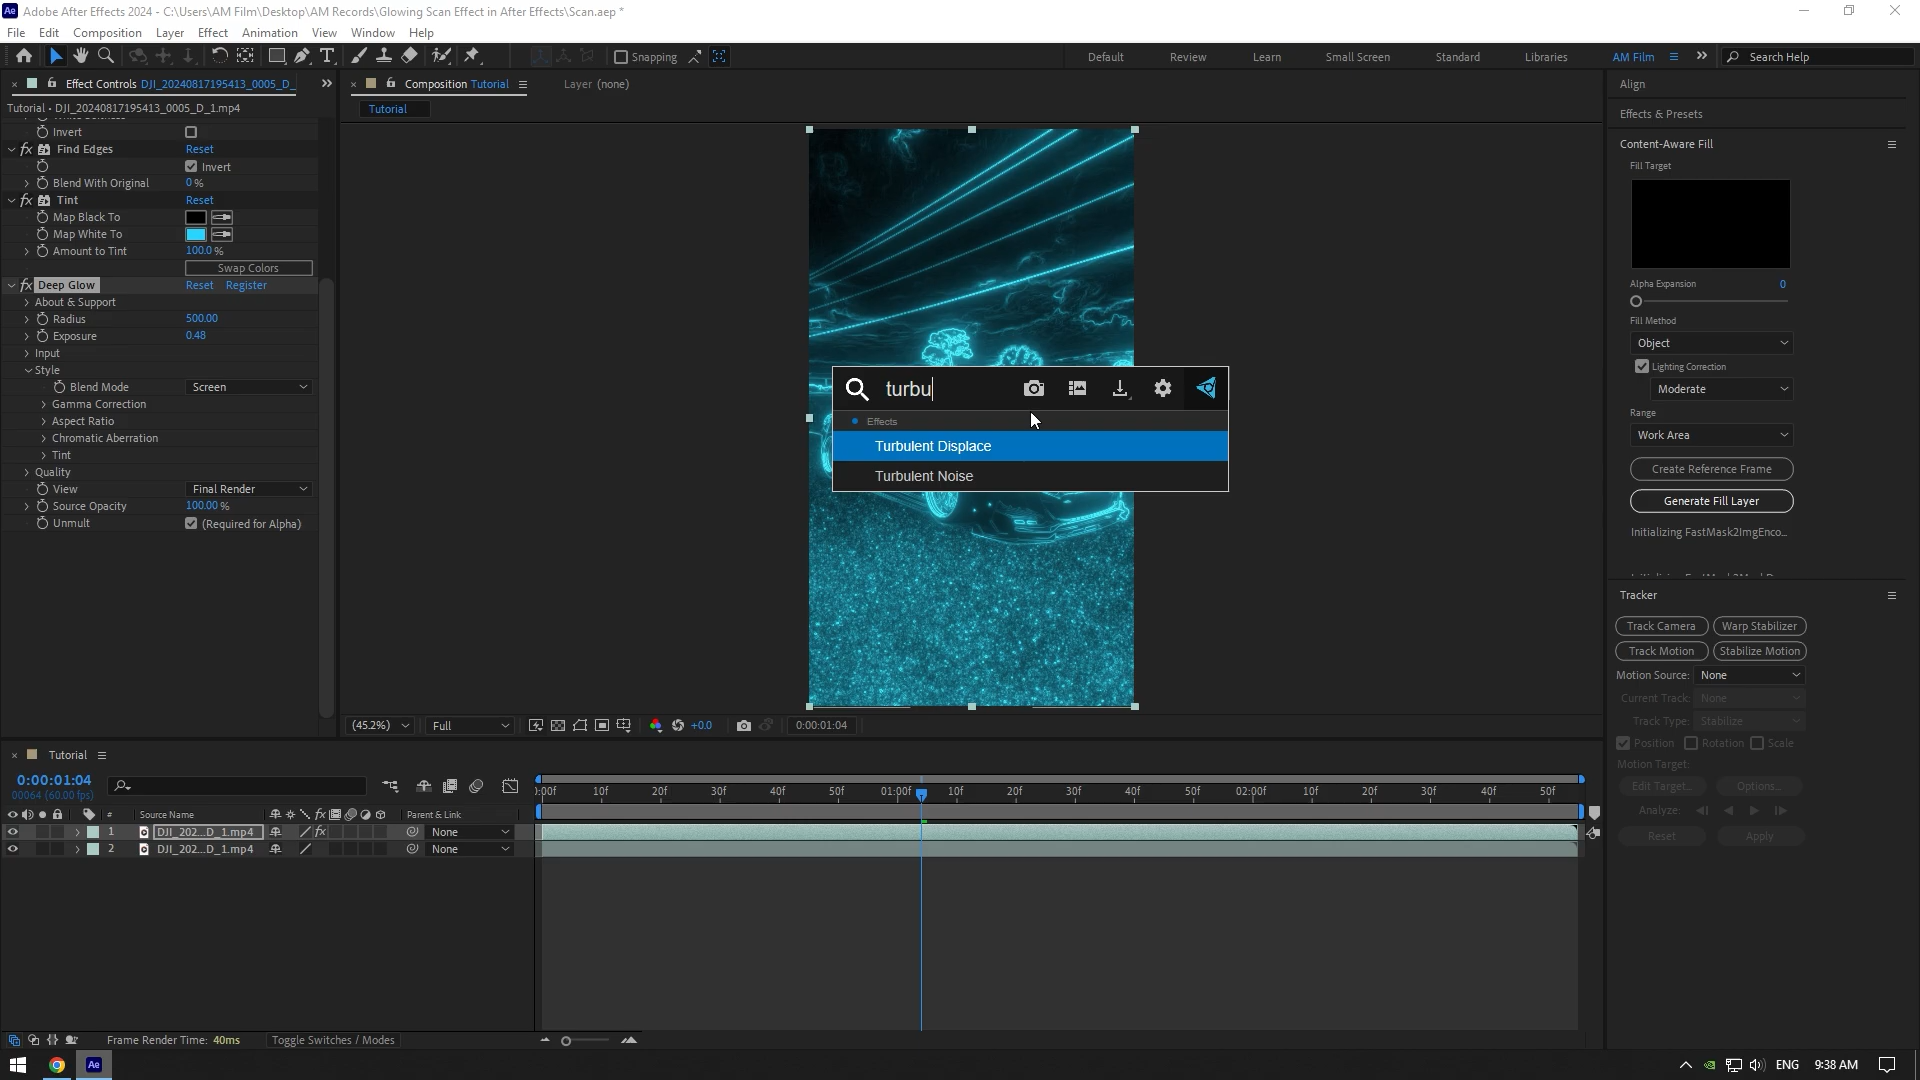 Adobe After Effects 2024 - C:\Users\AM Film\Desktop\AM Records\Glowing Scan Effect in After Effects\Scan.aep *
File Edit Composition Layer Effect Animation View Window Help
Snapping
Default Review Learn Small Screen Standard Libraries AM Film Search Help
Effect Controls DJI_20240817195413_0005_D_
Composition Tutorial
Layer (none)
Tutorial • DJI_20240817195413_0005_D_1.mp4
Tutorial
Invert
Find Edges Reset
Invert
Blend With Original 0%
Tint Reset
Map Black To
Map White To
Amount to Tint 100.0 %
Swap Colors
Deep Glow Reset Register
About & Support
Radius 500.00
Exposure 0.48
Input
Style
Blend Mode Screen
Gamma Correction
Aspect Ratio
Chromatic Aberration
Tint
Quality
View Final Render
Source Opacity 100.00 %
Unmult (Required for Alpha)
turbu
Effects
Turbulent Displace
Turbulent Noise
(45.2%) Full +0.0 0:00:01:04
Align
Effects & Presets
Content-Aware Fill
Fill Target
Alpha Expansion 0
Fill Method
Object
Lighting Correction
Moderate
Range
Work Area
Create Reference Frame
Generate Fill Layer
Initializing FastMask2ImgEnco...
Tracker
Track Camera Warp Stabilizer
Track Motion Stabilize Motion
Motion Source: None
Current Track: None
Track Type: Stabilize
Position Rotation Scale
Motion Target:
Edit Target... Options...
Analyze:
Reset Apply
Tutorial
0:00:01:04
00064 (60.00 fps)
:00f 10f 20f 30f 40f 50f 01:00f 10f 20f 30f 40f 50f 02:00f 10f 20f 30f 40f 50f
# Source Name Parent & Link
1 DJI_202...D_1.mp4 None
2 DJI_202...D_1.mp4 None
Frame Render Time: 40ms Toggle Switches / Modes
ENG 9:38 AM